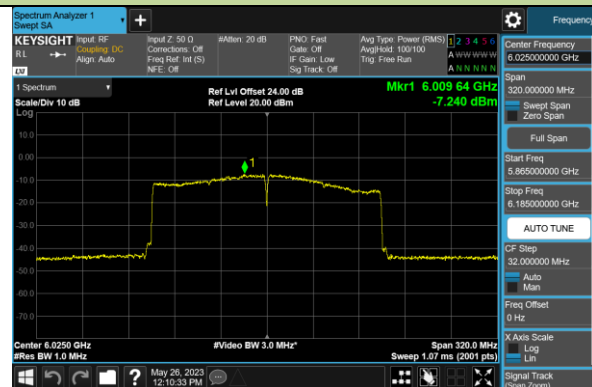 Spectrum Analyzer 1
Swept SA
Frequency
KEYSIGHT
Input: RF
Input Z: 50 Ω
#Atten: 20 dB
PNO: Fast
Avg Type: Power (RMS)
1 2 3 4 5 6
RL
Coupling: DC
Corrections: Off
Gate: Off
Avg|Hold: 100/100
A W W W W W
Align: Auto
Freq Ref: Int (S)
IF Gain: Low
Trig: Free Run
NFE: Off
Sig Track: Off
A N N N N N
LXI
1 Spectrum
Ref Lvl Offset 24.00 dB
Mkr1 6.009 64 GHz
Scale/Div 10 dB
Ref Level 20.00 dBm
-7.240 dBm
Log
10.0
0.00
-10.0
-20.0
-30.0
-40.0
-50.0
-60.0
-70.0
1
Center 6.0250 GHz
#Video BW 3.0 MHz*
Span 320.0 MHz
#Res BW 1.0 MHz
Sweep 1.07 ms (2001 pts)
May 26, 2023
12:10:33 PM
Center Frequency
6.025000000 GHz
Span
320.000000 MHz
Swept Span
Zero Span
Full Span
Start Freq
5.865000000 GHz
Stop Freq
6.185000000 GHz
AUTO TUNE
CF Step
32.000000 MHz
Auto
Man
Freq Offset
0 Hz
X Axis Scale
Log
Lin
Signal Track
(Span Zoom)